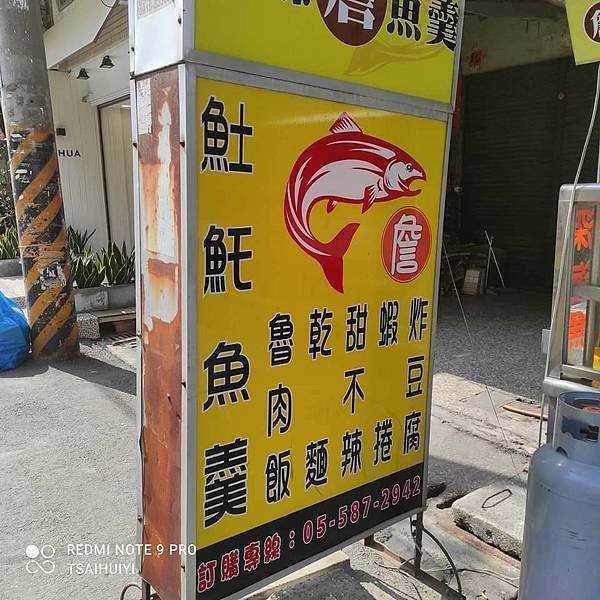 詹魚羹
魠魚羹
詹
炸豆腐
蝦捲
甜不辣
乾麵
魯肉飯
訂購專線：05-587-2942
HUA
REDMI NOTE 9 PRO
TSAIHUIYI